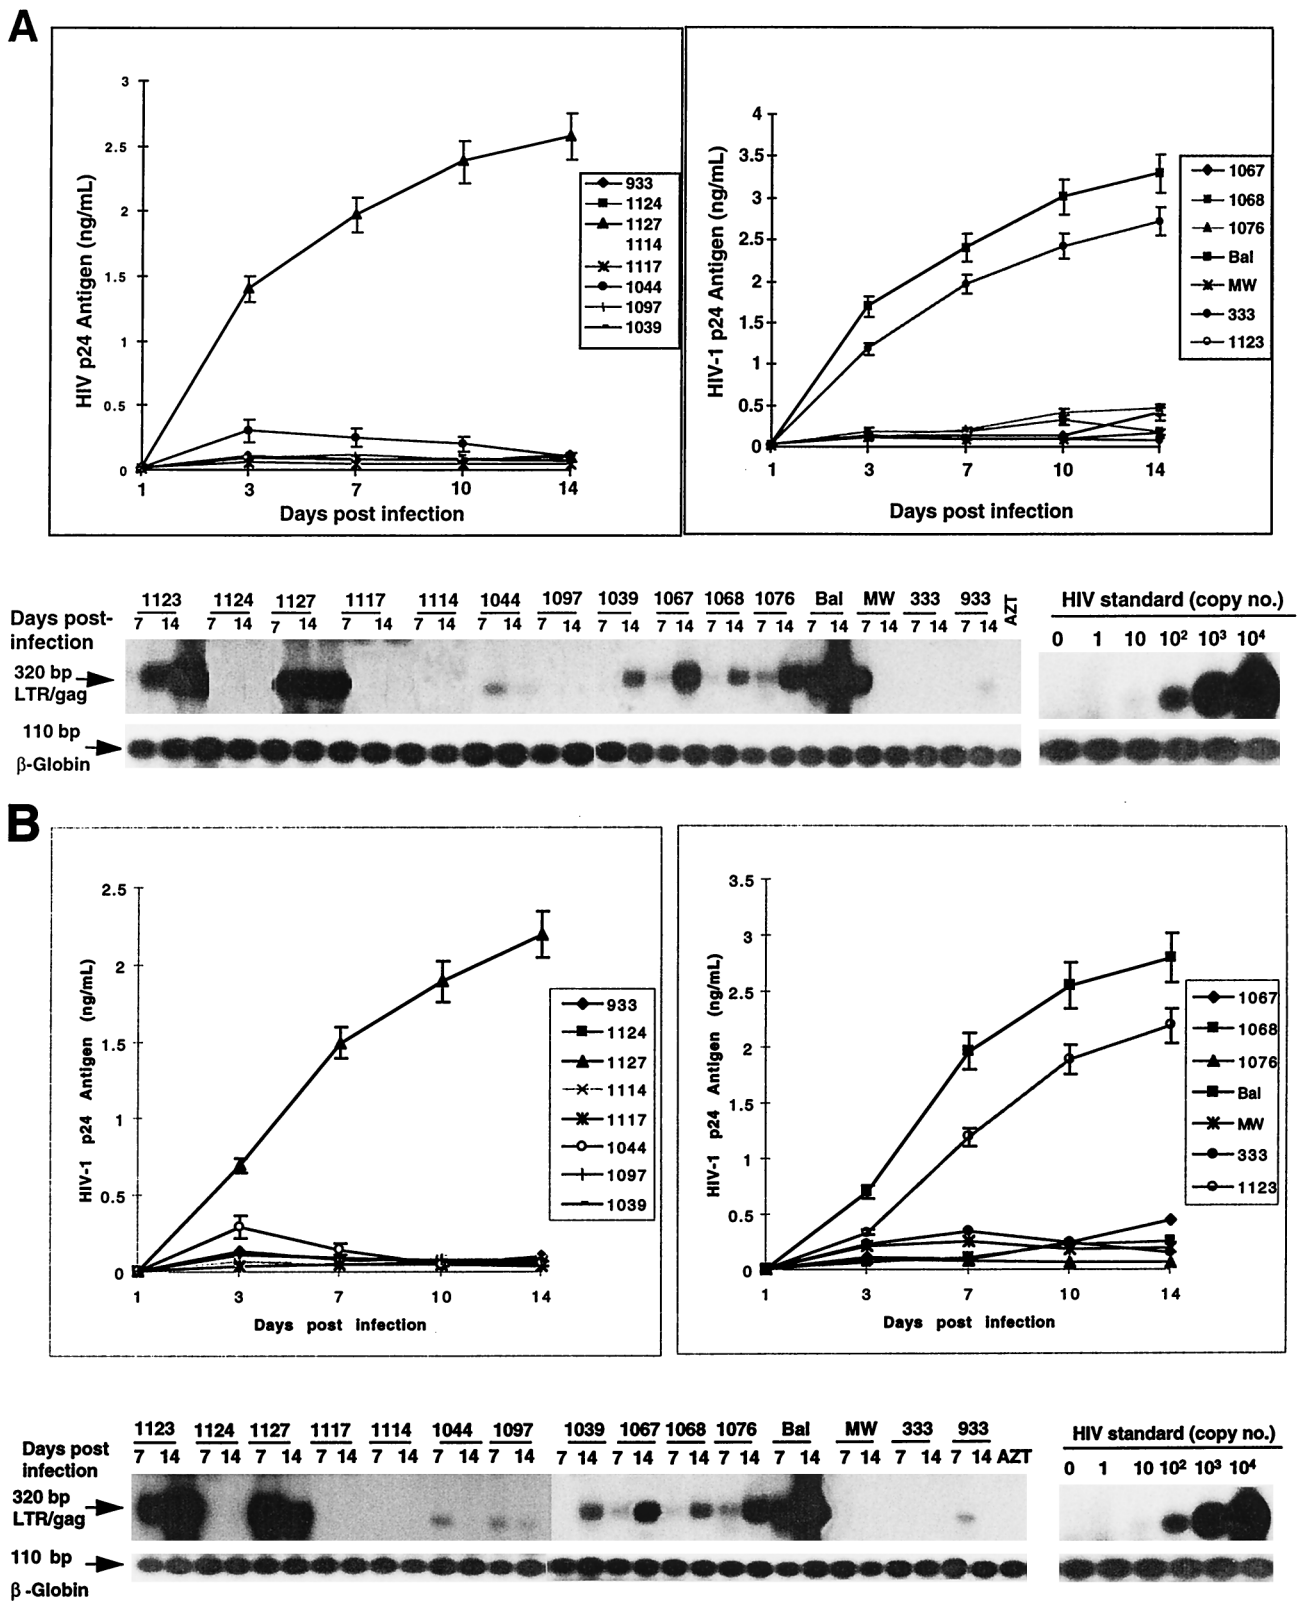 A
3
2.5
2
1.5
1
0.5
0
HIV p24 Antigen (ng/mL)
1 3 7 10 14
Days post infection
933
1124
1127
1114
1117
1044
1097
1039
4
3.5
3
2.5
2
1.5
1
0.5
0
HIV-1 p24 Antigen (ng/mL)
1 3 7 10 14
Days post infection
1067
1068
1076
Bal
MW
333
1123
1123 1124 1127 1117 1114 1044 1097 1039 1067 1068 1076 Bal MW 333 933 AZT
Days post-
infection
7 14 7 14 7 14 7 14 7 14 7 14 7 14 7 14 7 14 7 14 7 14 7 14 7 14 7 14 7 14
320 bp
LTR/gag
110 bp
β-Globin
HIV standard (copy no.)
0 1 10 10² 10³ 10⁴
B
2.5
2
1.5
1
0.5
0
HIV-1 p24 Antigen (ng/mL)
1 3 7 10 14
Days post infection
933
1124
1127
1114
1117
1044
1097
1039
3.5
3
2.5
2
1.5
1
0.5
0
HIV-1 p24 Antigen (ng/mL)
1 3 7 10 14
Days post infection
1067
1068
1076
Bal
MW
333
1123
1123 1124 1127 1117 1114 1044 1097 1039 1067 1068 1076 Bal MW 333 933
Days post
infection
7 14 7 14 7 14 7 14 7 14 7 14 7 14 7 14 7 14 7 14 7 14 7 14 7 14 7 14 7 14 AZT
320 bp
LTR/gag
110 bp
β-Globin
HIV standard (copy no.)
0 1 10 10² 10³ 10⁴